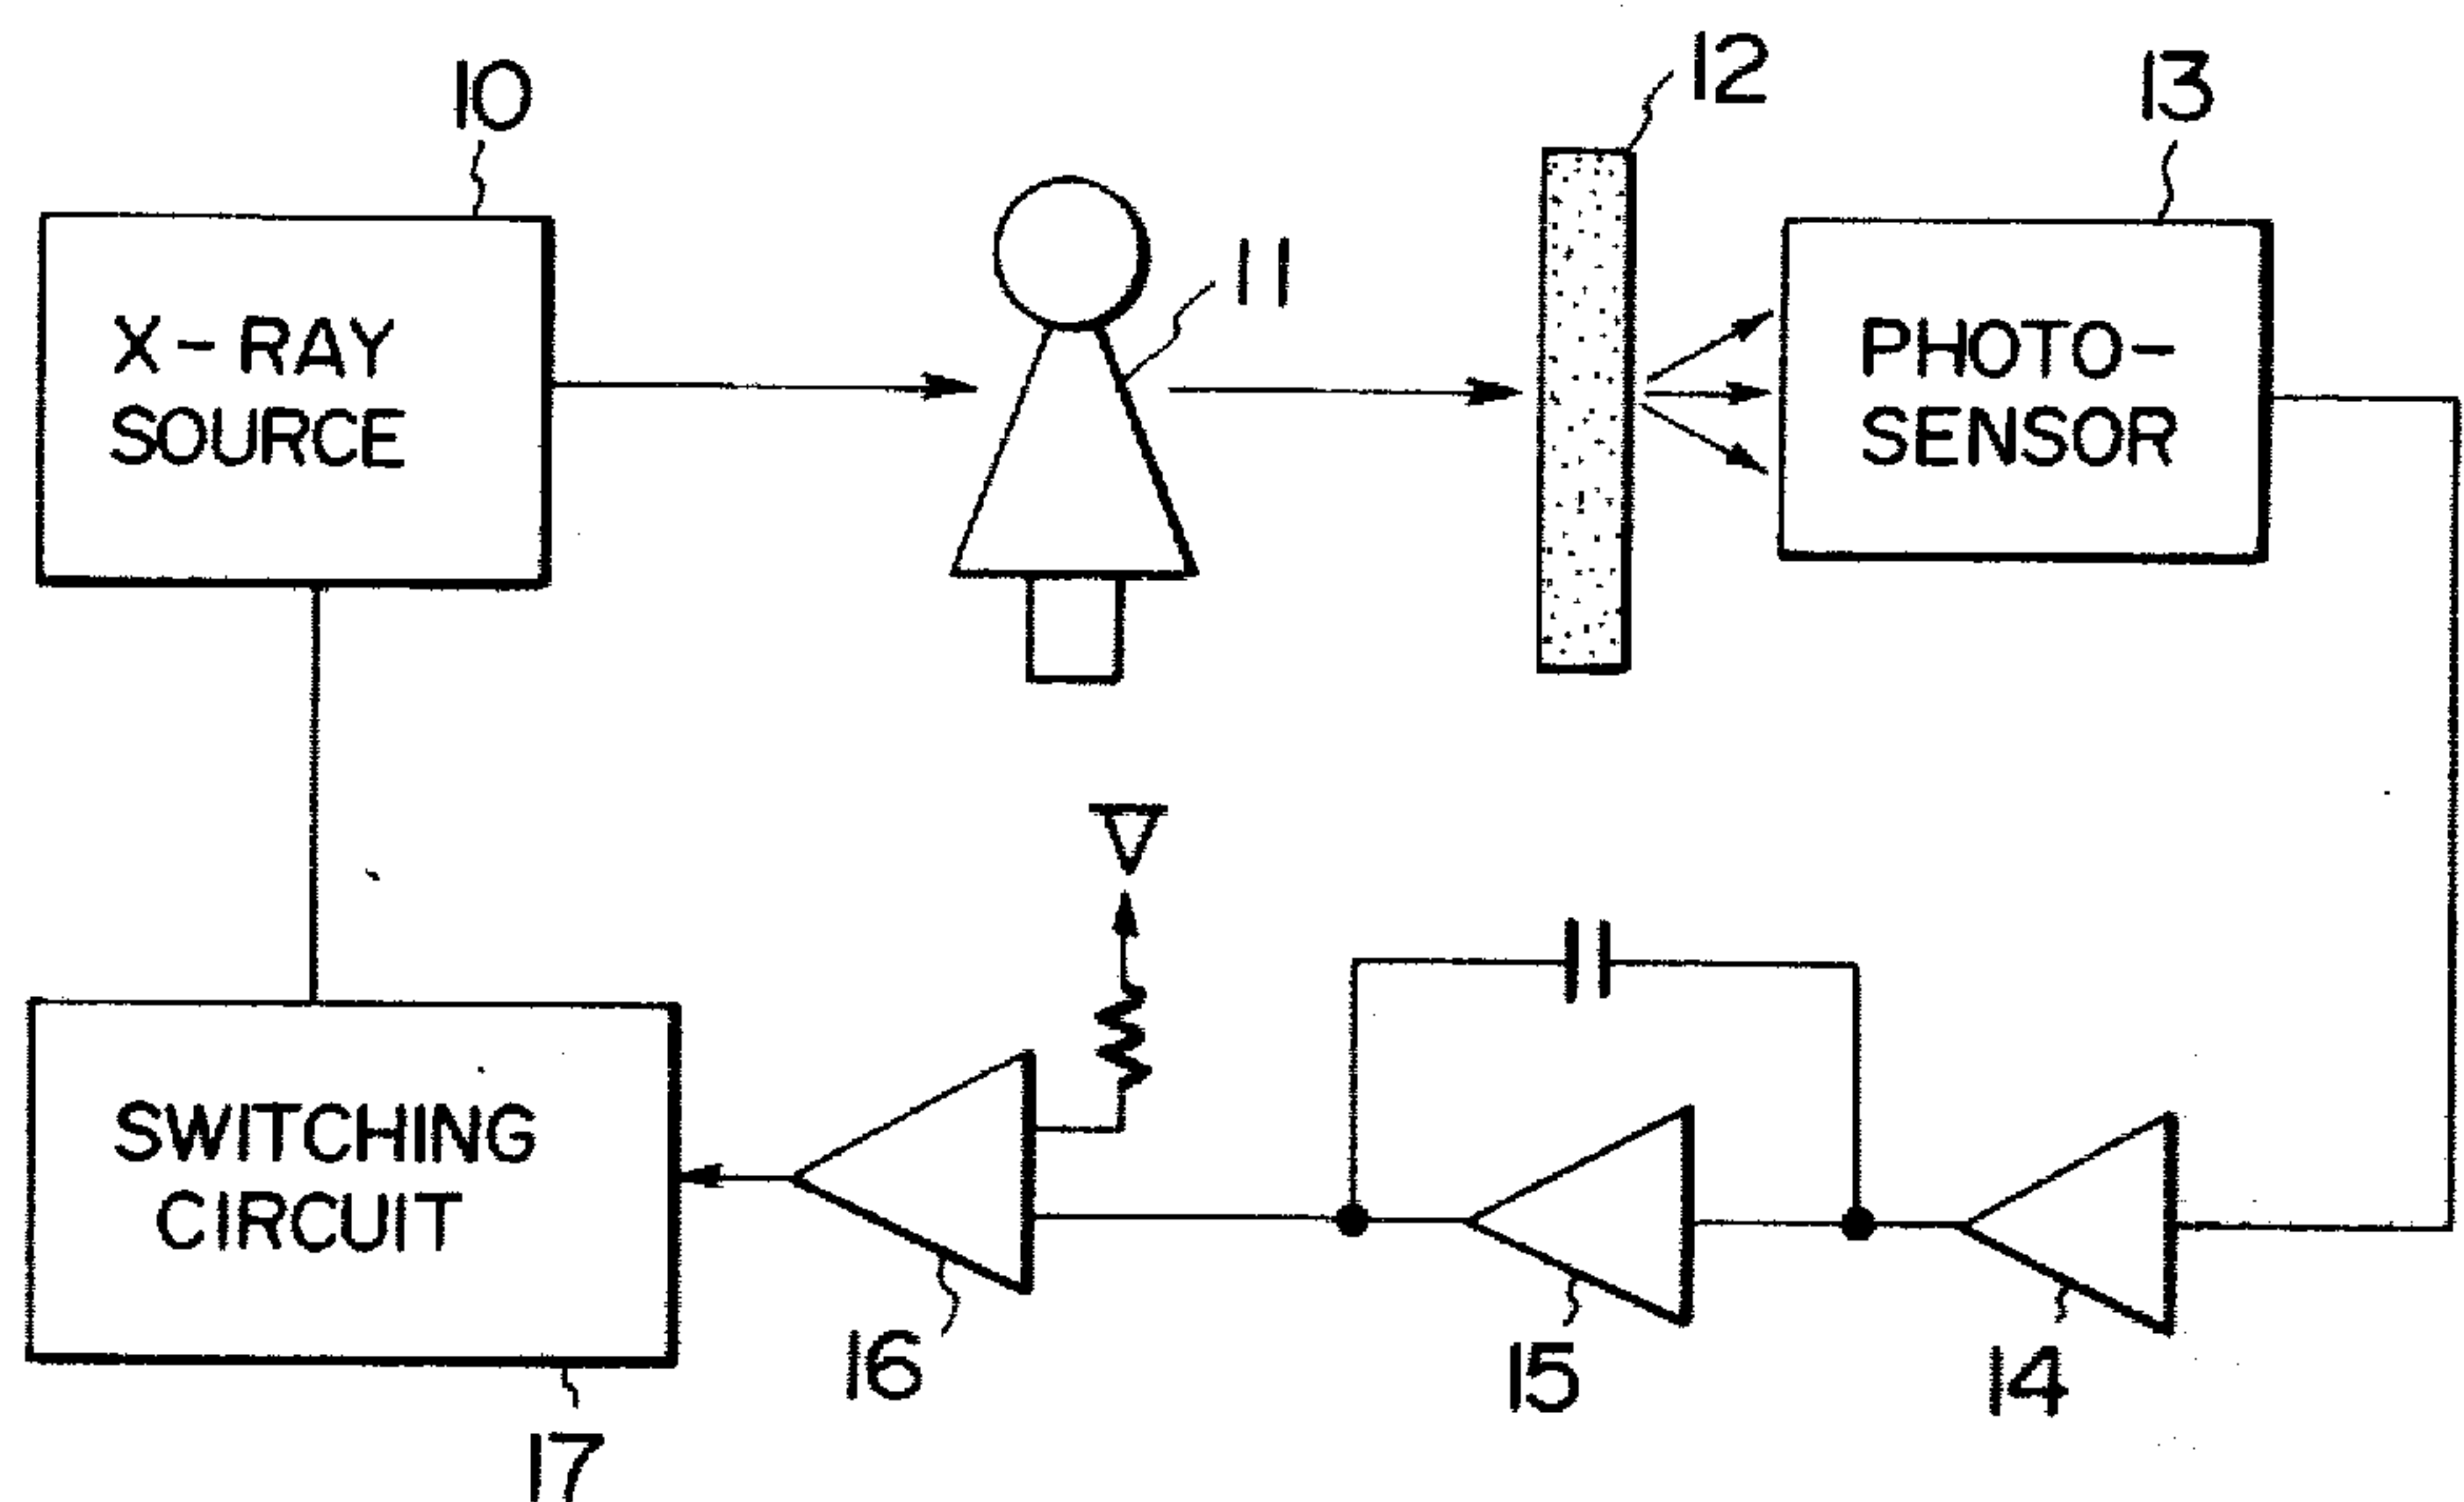 10
12
13
11
X-RAY
SOURCE
PHOTO-
SENSOR
SWITCHING
CIRCUIT
16
15
14
17